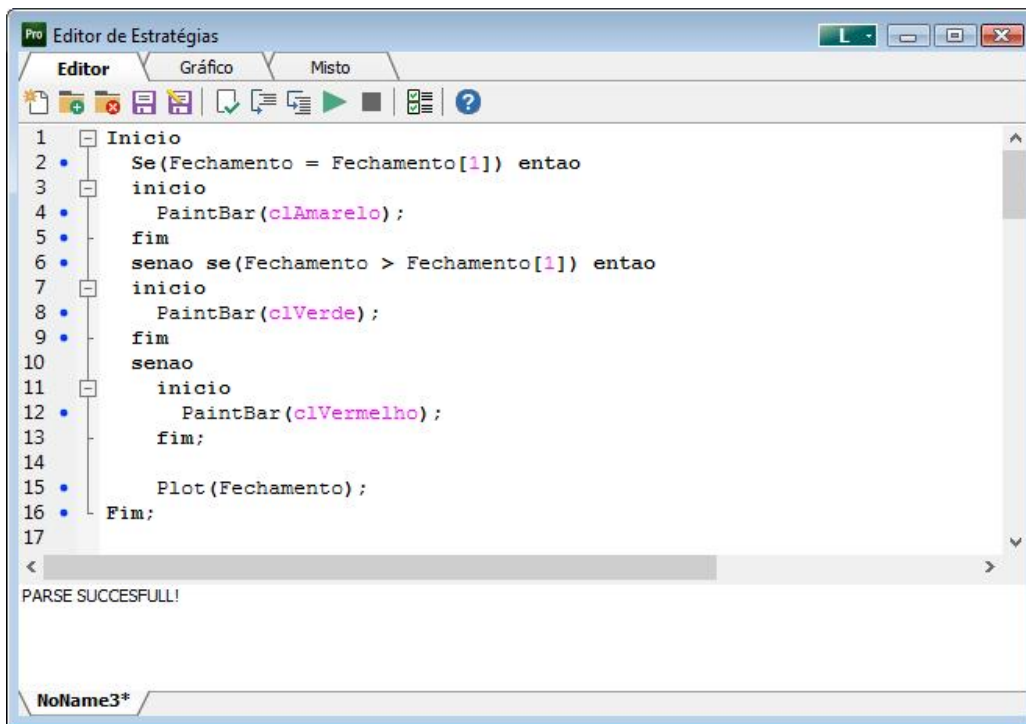 Pro Editor de Estratégias L
Editor Gráfico Misto
1 Inicio
2 Se(Fechamento = Fechamento[1]) entao
3 inicio
4 PaintBar(clAmarelo);
5 fim
6 senao se(Fechamento > Fechamento[1]) entao
7 inicio
8 PaintBar(clVerde);
9 fim
10 senao
11 inicio
12 PaintBar(clVermelho);
13 fim;
14
15 Plot(Fechamento);
16 Fim;
17
PARSE SUCCESFULL!
NoName3*